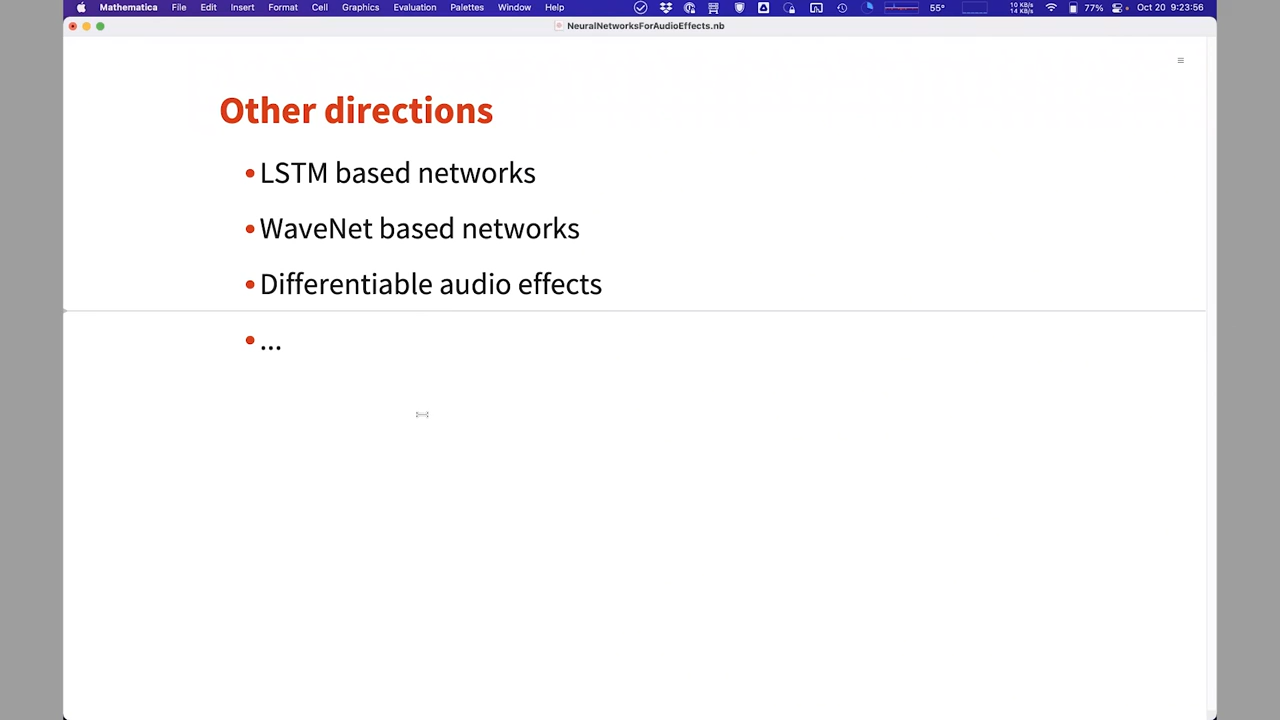 Mathematica File Edit Insert Format Cell Graphics Evaluation Palettes Window Help 55° 10 KB/s 14 KB/s 77% Oct 20 9:23:56
NeuralNetworksForAudioEffects.nb
Other directions
•LSTM based networks
•WaveNet based networks
•Differentiable audio effects
•...